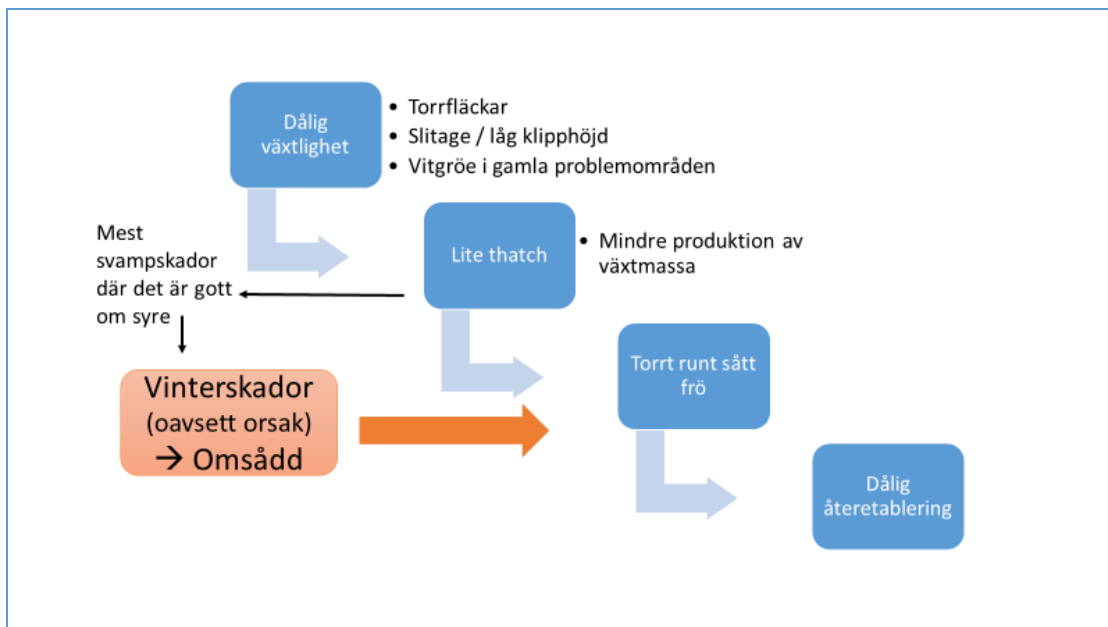 Dålig
växtlighet
• Torrfläckar
• Slitage / låg klipphöjd
• Vitgröe i gamla problemområden
Lite thatch
• Mindre produktion av
växtmassa
Mest
svampskador
där det är gott
om syre
Vinterskador
(oavsett orsak)
→ Omsådd
Torrt runt sått
frö
Dålig
återetablering